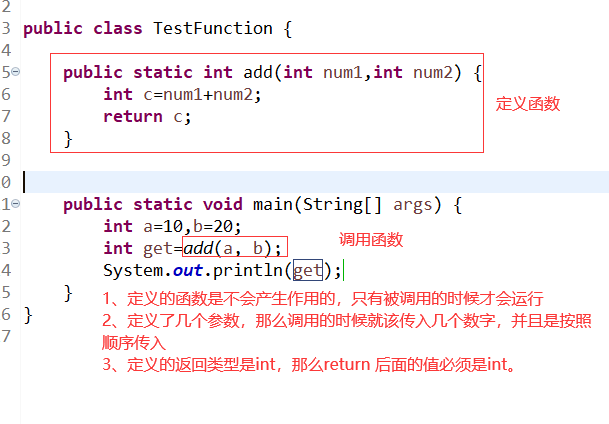 2
3 public class TestFunction {
4
5 public static int add(int num1,int num2) { 定义函数
6 int c=num1+num2;
7 return c;
8 }
9
0
1 public static void main(String[] args) {
2 int a=10,b=20;
3 int get=add(a, b); 调用函数
4 System.out.println(get);
5 }
6 }
7
1、定义的函数是不会产生作用的，只有被调用的时候才会运行
2、定义了几个参数，那么调用的时候就该传入几个数字，并且是按照
顺序传入
3、定义的返回类型是int，那么return 后面的值必须是int。